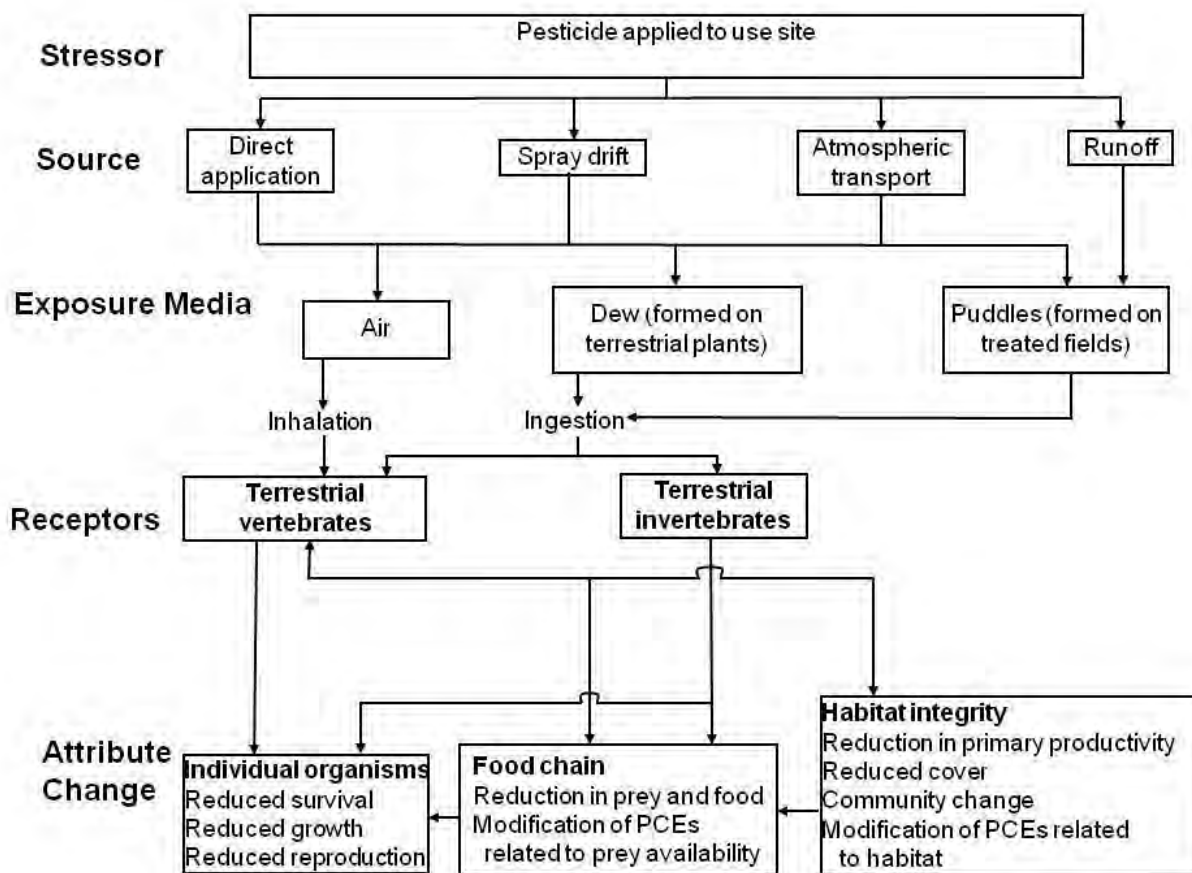 Stressor
Pesticide applied to use site
Source
Direct
application
Spray drift
Atmospheric
transport
Runoff
Exposure Media
Air
Dew (formed on
terrestrial plants)
Puddles (formed on
treated fields)
Inhalation
Ingestion
Receptors
Terrestrial
vertebrates
Terrestrial
invertebrates
Attribute
Change
Individual organisms
Reduced survival
Reduced growth
Reduced reproduction
Food chain
Reduction in prey and food
Modification of PCEs
related to prey availability
Habitat integrity
Reduction in primary productivity
Reduced cover
Community change
Modification of PCEs related
to habitat